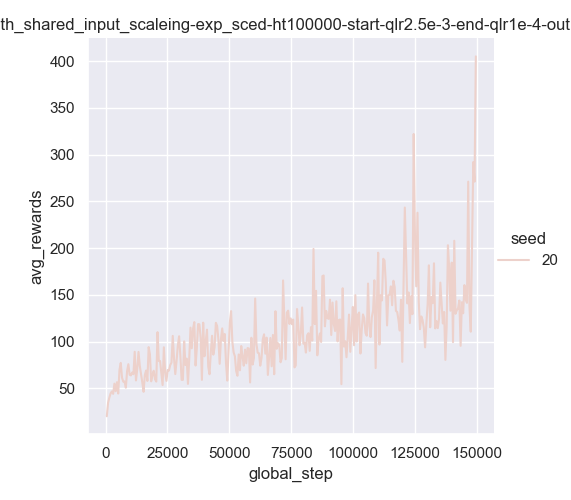 th_shared_input_scaleing-exp_sced-ht100000-start-qlr2.5e-3-end-qlr1e-4-out
400
350
300
250
200
150
100
50
avg_rewards
seed
20
0 25000 50000 75000 100000 125000 150000
global_step